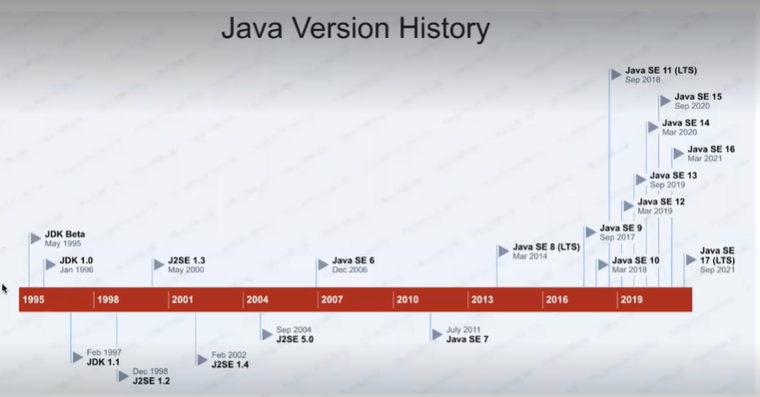 Java Version History
Java SE 11 (LTS)
Sep 2018
Java SE 15
Sep 2020
Java SE 14
Mar 2020
Java SE 16
Mar 2021
Java SE 13
Sep 2019
Java SE 12
Mar 2019
JDK Beta
May 1995
Java SE 9
Sep 2017
Java SE 8 (LTS)
Mar 2014
JDK 1.0
Jan 1996
J2SE 1.3
May 2000
Java SE 6
Dec 2006
Java SE 10
Mar 2018
Java SE
17 (LTS)
Sep 2021
1995 1998 2001 2004 2007 2010 2013 2016 2019
Sep 2004
J2SE 5.0
July 2011
Java SE 7
Feb 1997
JDK 1.1
Feb 2002
J2SE 1.4
Dec 1998
J2SE 1.2